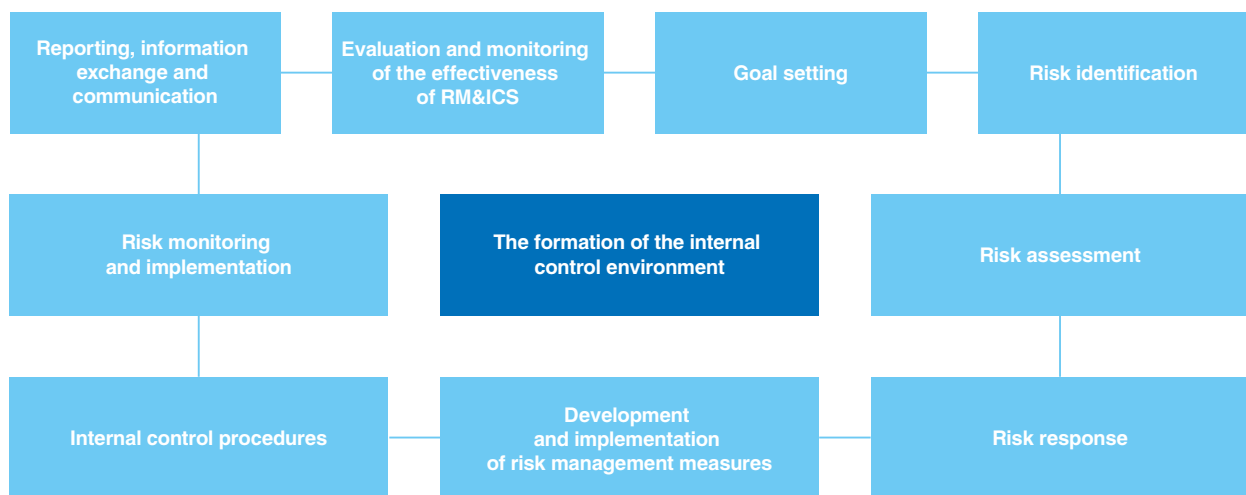 Reporting, information
exchange and
communication
Evaluation and monitoring
of the effectiveness
of RM&ICS
Goal setting
Risk identification
Risk monitoring
and implementation
The formation of the internal
control environment
Risk assessment
Internal control procedures
Development
and implementation
of risk management measures
Risk response